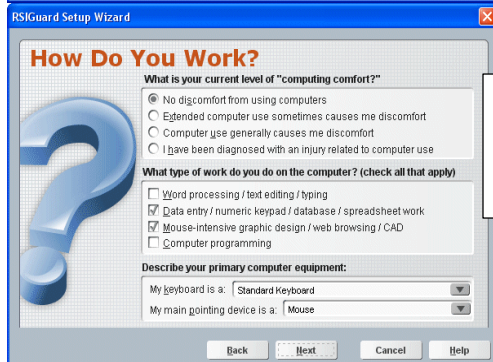 RSIGuard Setup Wizard
How Do You Work?
What is your current level of "computing comfort?"
No discomfort from using computers
Extended computer use sometimes causes me discomfort
Computer use generally causes me discomfort
I have been diagnosed with an injury related to computer use
What type of work do you do on the computer? (check all that apply)
Word processing / text editing / typing
Data entry / numeric keypad / database / spreadsheet work
Mouse-intensive graphic design / web browsing / CAD
Computer programming
Describe your primary computer equipment:
My keyboard is a: Standard Keyboard
My main pointing device is a: Mouse
Back Next Cancel Help